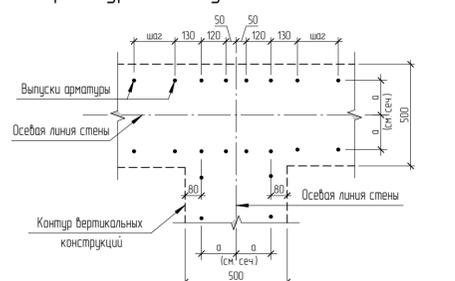 50 50
шаг 130 120 120 130 шаг
Выпуски арматуры
а
(см. сеч.)
а
500
Осевая линия стены
80 80
Осевая линия стены
Контур вертикальных
конструкций
а а
(см. сеч.)
500